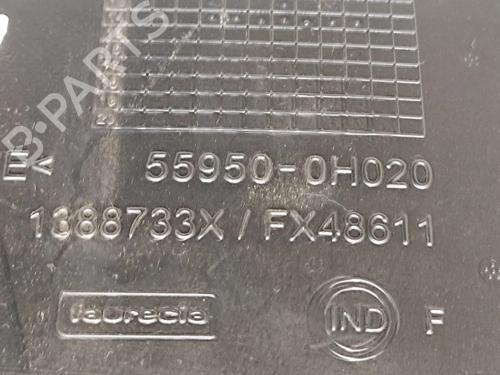 B-PARTS
E< 55950-0H020
1388733X / FX48611
faurecia IND F